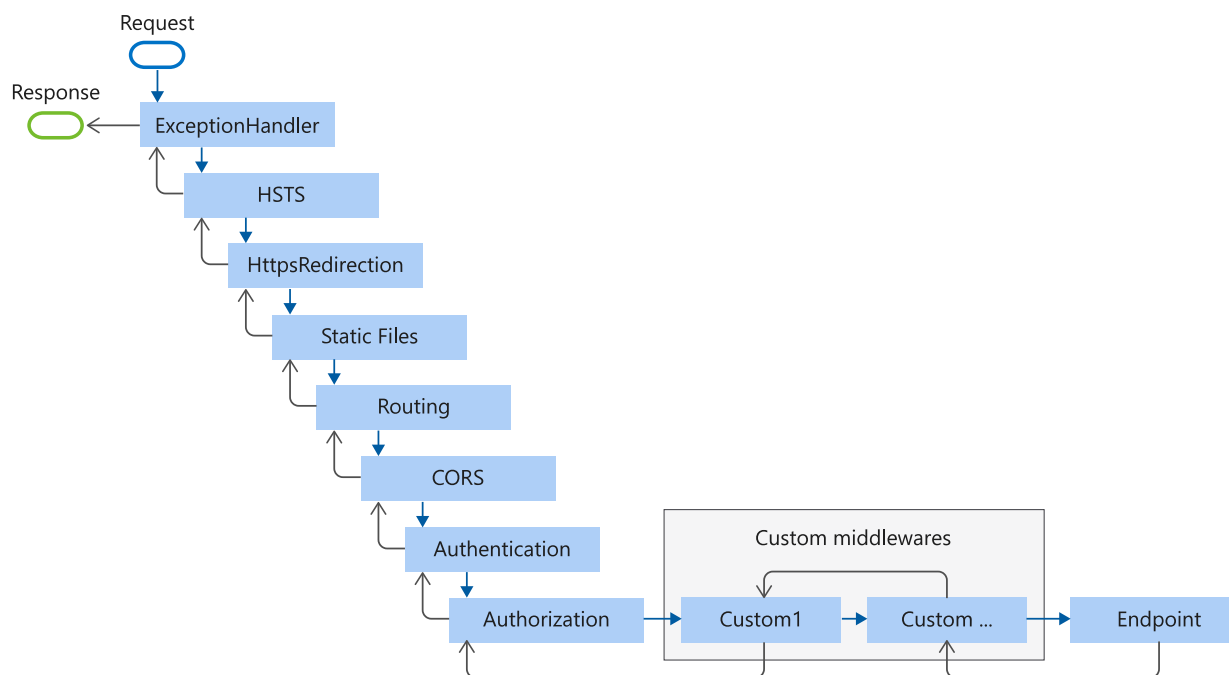 Request
Response
ExceptionHandler
HSTS
HttpsRedirection
Static Files
Routing
CORS
Authentication
Custom middlewares
Authorization
Custom1
Custom ...
Endpoint